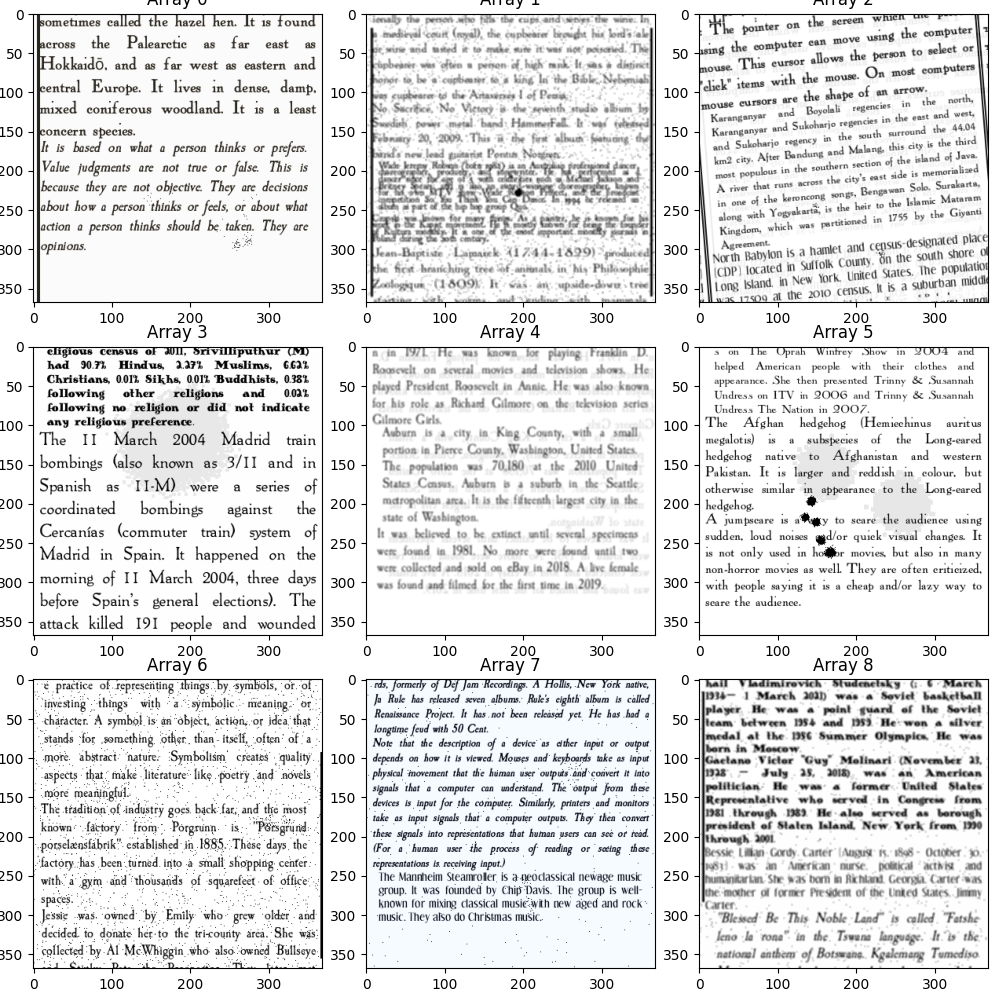 Array 0
sometimes called the hazel hen. It is found
across the Palearctic as far east as
Hokkaidō, and as far west as eastern and
central Europe. It lives in dense, damp,
mixed coniferous woodland. It is a least
concern species.
It is based on what a person thinks or prefers.
Value judgments are not true or false. This is
because they are not objective. They are decisions
about how a person thinks or feels, or about what
action a person thinks should be taken. They are
opinions.
Array 1
ionally the person who fills the cups and serves the wine. In
a medieval court (royal), the cupbearer brought his lord's ale
or wine and tasted it to make sure it was not poisoned. The
cupbearer was often a person of high rank. It was a distinct
honor to be a cupbearer to a king. In the Bible, Nehemiah
was cupbearer to the Artaxerxes I of Persia.
No Sacrifice, No Victory is the seventh studio album by
Swedish power metal band HammerFall. It was released
February 20, 2009. This is the first album featuring the
band's new lead guitarist Pontus Norgren.
Wade Jeremy Robson (born 1982) is an Australian professional dancer,
Jean-Baptiste Lamarck (1744-1829) produced
the first branching tree of animals in his Philosophie
Zoologique (1809). It was an upside-down tree
starting with worms and ending with mammals
Array 2
The pointer on the screen which the
using the computer can move using the computer
mouse. This cursor allows the person to select or
"click" items with the mouse. On most computers
mouse cursors are the shape of an arrow.
Karanganyar and Boyolali regencies in the north,
Karanganyar and Sukoharjo regencies in the east and west,
and Sukoharjo regency in the south surround the 44.04
km2 city. After Bandung and Malang, this city is the third
most populous in southern section of the island of Java.
A river that runs across the city's east side is memorialized
in one of the keroncong songs, Bengawan Solo. Surakarta,
along with Yogyakarta, is the heir to the Islamic Mataram
Kingdom, which was partitioned in 1755 by the Giyanti
Agreement.
North Babylon is a hamlet and census-designated place
(CDP) located in Suffolk County, on the south shore of
Long Island, in New York, United States. The population
was 17509 at the 2010 census. It is a suburban middle
Array 3
eligious census of 2011, Srivilliputhur (M)
had 90.7% Hindus, 2.37% Muslims, 6.62%
Christians, 0.01% Sikhs, 0.01% Buddhists, 0.38%
following other religions and 0.02%
following no religion or did not indicate
any religious preference.
The 11 March 2004 Madrid train
bombings (also known as 3/11 and in
Spanish as 11-M) were a series of
coordinated bombings against the
Cercanías (commuter train) system of
Madrid in Spain. It happened on the
morning of 11 March 2004, three days
before Spain's general elections). The
attack killed 191 people and wounded
Array 4
n in 1971. He was known for playing Franklin D.
Roosevelt on several movies and television shows. He
played President Roosevelt in Annie. He was also known
for his role as Richard Gilmore on the television series
Gilmore Girls.
Auburn is a city in King County, with a small
portion in Pierce County, Washington, United States.
The population was 70,180 at the 2010 United
States Census. Auburn is a suburb in the Seattle
metropolitan area. It is the fifteenth largest city in the
state of Washington.
It was believed to be extinct until several specimens
were found in 1981. No more were found until two
were collected and sold on eBay in 2018. A live female
was found and filmed for the first time in 2019.
Array 5
s on The Oprah Winfrey Show in 2004 and
helped American people with their clothes and
appearance. She then presented Trinny & Susannah
Undress on ITV in 2006 and Trinny & Susannah
Undress The Nation in 2007.
The Afghan hedgehog (Hemiechinus auritus
megalotis) is a subspecies of the Long-eared
hedgehog native to Afghanistan and western
Pakistan. It is larger and reddish in colour, but
otherwise similar in appearance to the Long-eared
hedgehog.
A jumpscare is a way to scare the audience using
sudden, loud noises and/or quick visual changes. It
is not only used in horror movies, but also in many
non-horror movies as well. They are often criticized,
with people saying it is a cheap and/or lazy way to
scare the audience.
Array 6
e practice of representing things by symbols, or of
investing things with a symbolic meaning or
character. A symbol is an object, action, or idea that
stands for something other than itself, often of a
more abstract nature. Symbolism creates quality
aspects that make literature like poetry and novels
more meaningful.
The tradition of industry goes back far, and the most
known factory from Porgrunn is "Porsgrund
porselænsfabrik" established in 1885. These days the
factory has been turned into a small shopping center
with a gym and thousands of squarefeet of office
spaces.
Jessie was owned by Emily who grew older and
decided to donate her to the tri-county area. She was
collected by Al McWhiggin who also owned Bullseye
Array 7
rds, formerly of Def Jam Recordings. A Hollis, New York native,
Ja Rule has released seven albums. Rule's eighth album is called
Renaissance Project. It has not been released yet. He has had a
longtime feud with 50 Cent.
Note that the description of a device as either input or output
depends on how it is viewed. Mouses and keyboards take as input
physical movement that the human user outputs and convert it into
signals that a computer can understand. The output from these
devices is input for the computer. Similarly, printers and monitors
take as input signals that a computer outputs. They then convert
these signals into representations that human users can see or read.
(For a human user the process of reading or seeing these
representations is receiving input.)
The Mannheim Steamroller is a neoclassical newage music
group. It was founded by Chip Davis. The group is well-
known for mixing classical music with new aged and rock
music. They also do Christmas music.
Array 8
hail Vladimirovich Studenetsky (; 6 March
1934– 1 March 2021) was a Soviet basketball
player. He was a point guard of the Soviet
team between 1954 and 1959. He won a silver
medal at the 1956 Summer Olympics. He was
born in Moscow.
Gaetano Victor "Guy" Molinari (November 23,
1928 – July 25, 2018) was an American
politician. He was a former United States
Representative who served in Congress from
1981 through 1989. He also served as borough
president of Staten Island, New York from 1990
through 2001.
Bessie Lillian Gordy Carter (August 15, 1898 - October 30,
1983) was an American nurse, political activist and
humanitarian. She was born in Richland, Georgia. Carter was
the mother of former President of the United States, Jimmy
Carter.
"Blessed Be This Noble Land" is called "Fatshe
leno la rona" in the Tswana language. It is the
national anthem of Botswana. Kgalemang Tumediso